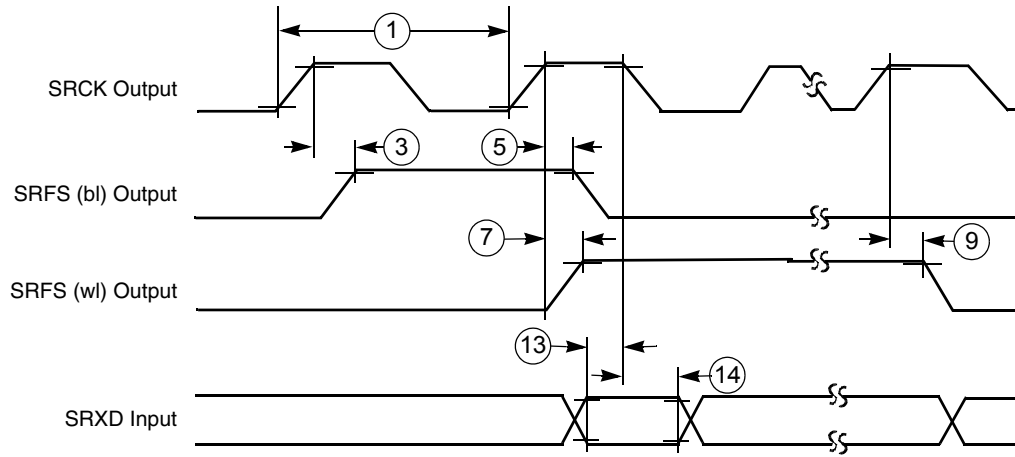 1
SRCK Output
3
5
SRFS (bl) Output
7
9
SRFS (wl) Output
13
14
SRXD Input